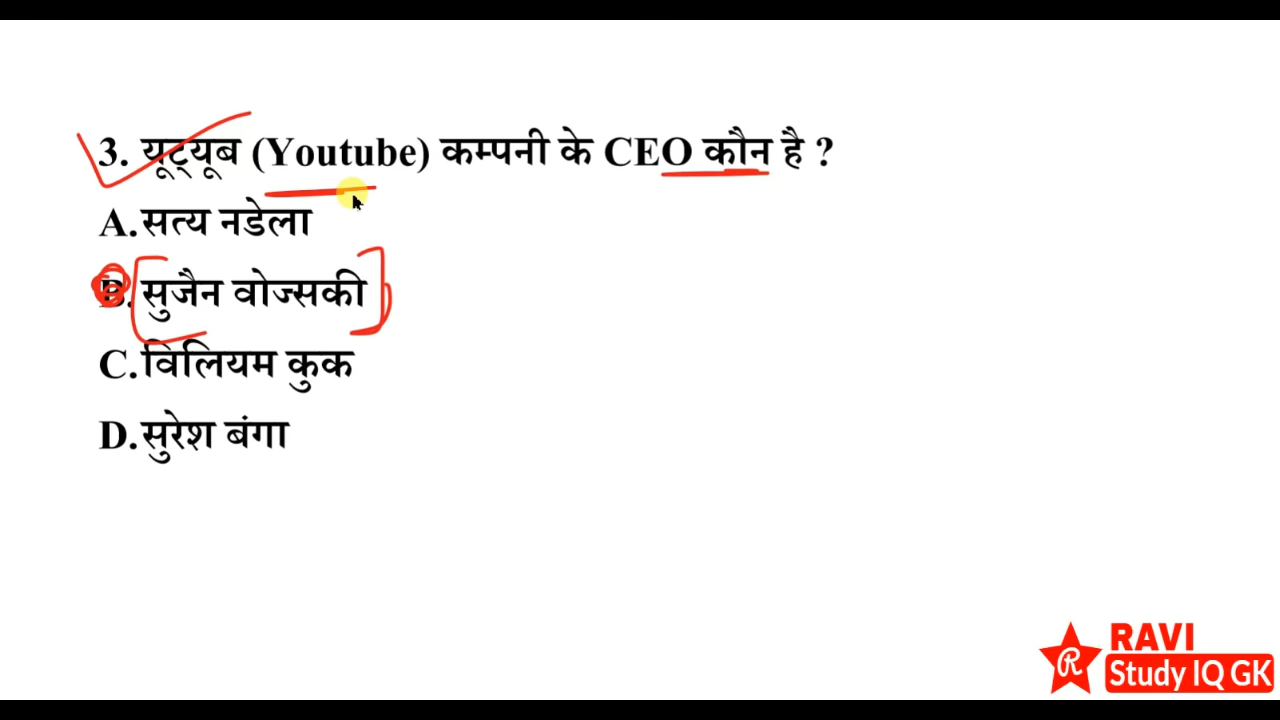 3. यूट्यूब (Youtube) कम्पनी के CEO कौन है ?
A.सत्य नडेला
B. सुजैन वोज्सकी
C.विलियम कुक
D.सुरेश बंगा
RAVI
R Study IQ GK